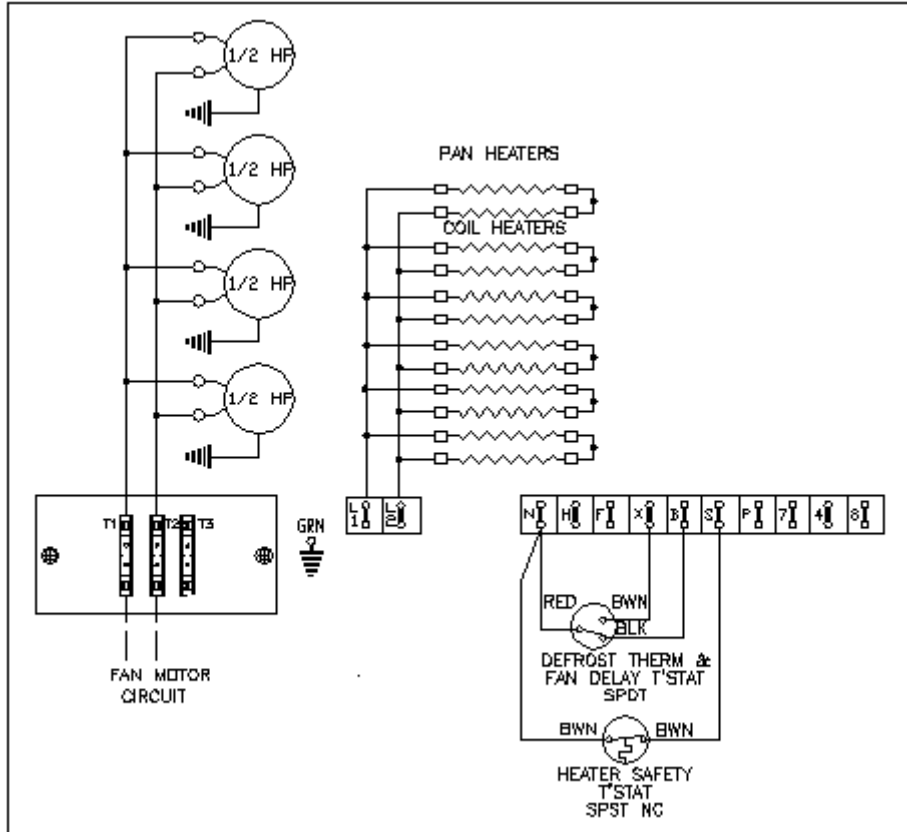 1/2 HP
1/2 HP
1/2 HP
1/2 HP
PAN HEATERS
COIL HEATERS
T1 T2 T3
GRN
L1 L2
N H F X B S P 7 4 8
RED BWN
BLK
DEFROST THERM &
FAN DELAY T'STAT
SPDT
FAN MOTOR
CIRCUIT
BWN BWN
HEATER SAFETY
T'STAT
SPST NC